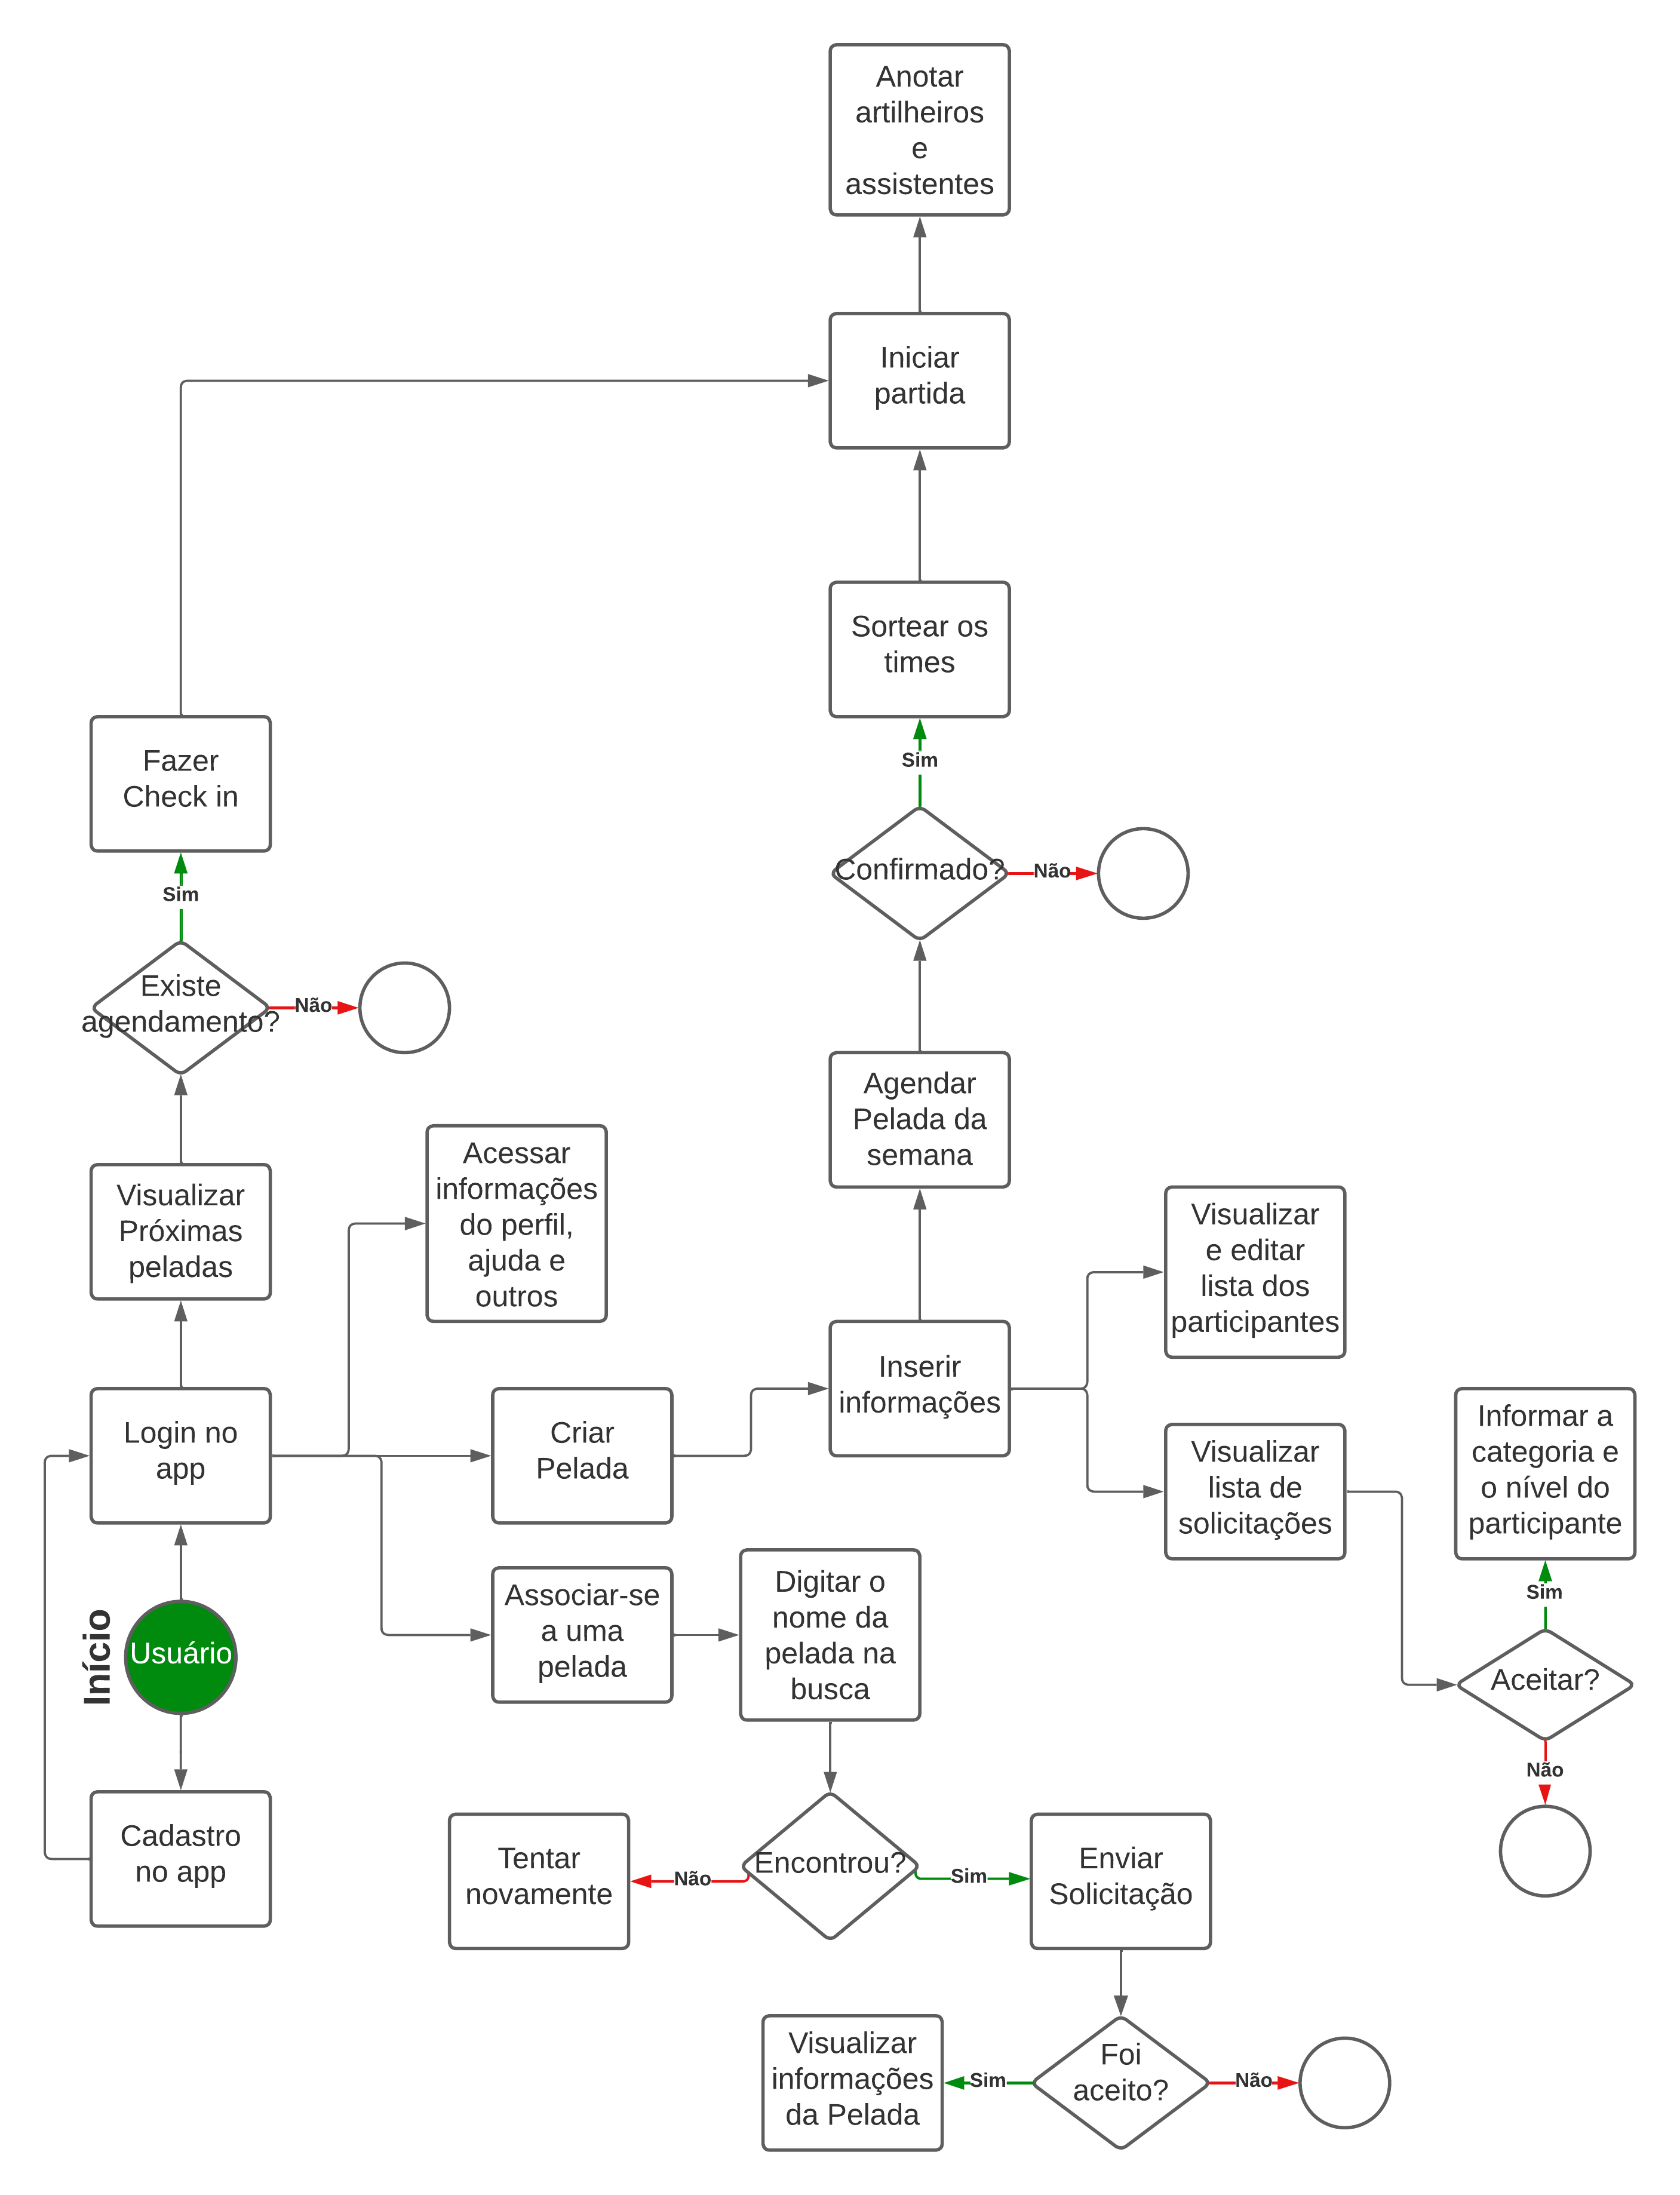 Anotar
artilheiros
e
assistentes
Iniciar
partida
Sortear os
times
Fazer
Check in
Sim
Sim
Confirmado?
Não
Existe
agendamento?
Não
Agendar
Pelada da
semana
Acessar
informações
do perfil,
ajuda e
outros
Visualizar
Próximas
peladas
Visualizar
e editar
lista dos
participantes
Inserir
informações
Login no
app
Criar
Pelada
Visualizar
lista de
solicitações
Informar a
categoria e
o nível do
participante
Sim
Início
Usuário
Associar-se
a uma
pelada
Digitar o
nome da
pelada na
busca
Aceitar?
Não
Cadastro
no app
Tentar
novamente
Não
Encontrou?
Sim
Enviar
Solicitação
Visualizar
informações
da Pelada
Sim
Foi
aceito?
Não